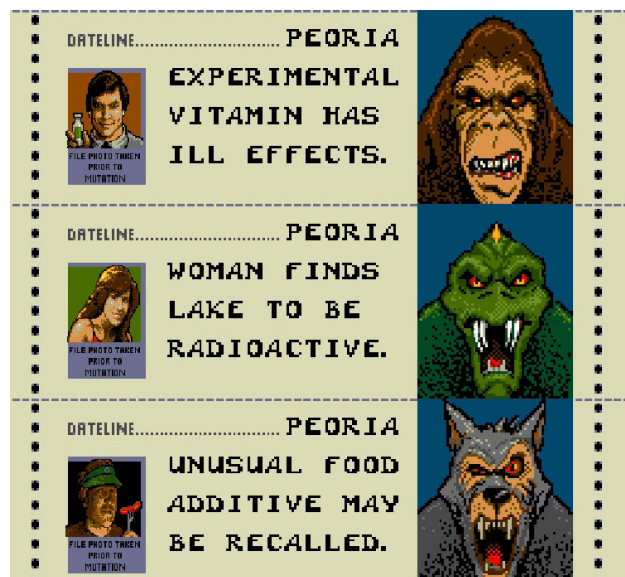 DATELINE............................. PEORIA
EXPERIMENTAL
VITAMIN HAS
ILL EFFECTS.
FILE PHOTO TAKEN
PRIOR TO
MUTATION
DATELINE............................. PEORIA
WOMAN FINDS
LAKE TO BE
RADIOACTIVE.
FILE PHOTO TAKEN
PRIOR TO
MUTATION
DATELINE............................. PEORIA
UNUSUAL FOOD
ADDITIVE MAY
BE RECALLED.
FILE PHOTO TAKEN
PRIOR TO
MUTATION